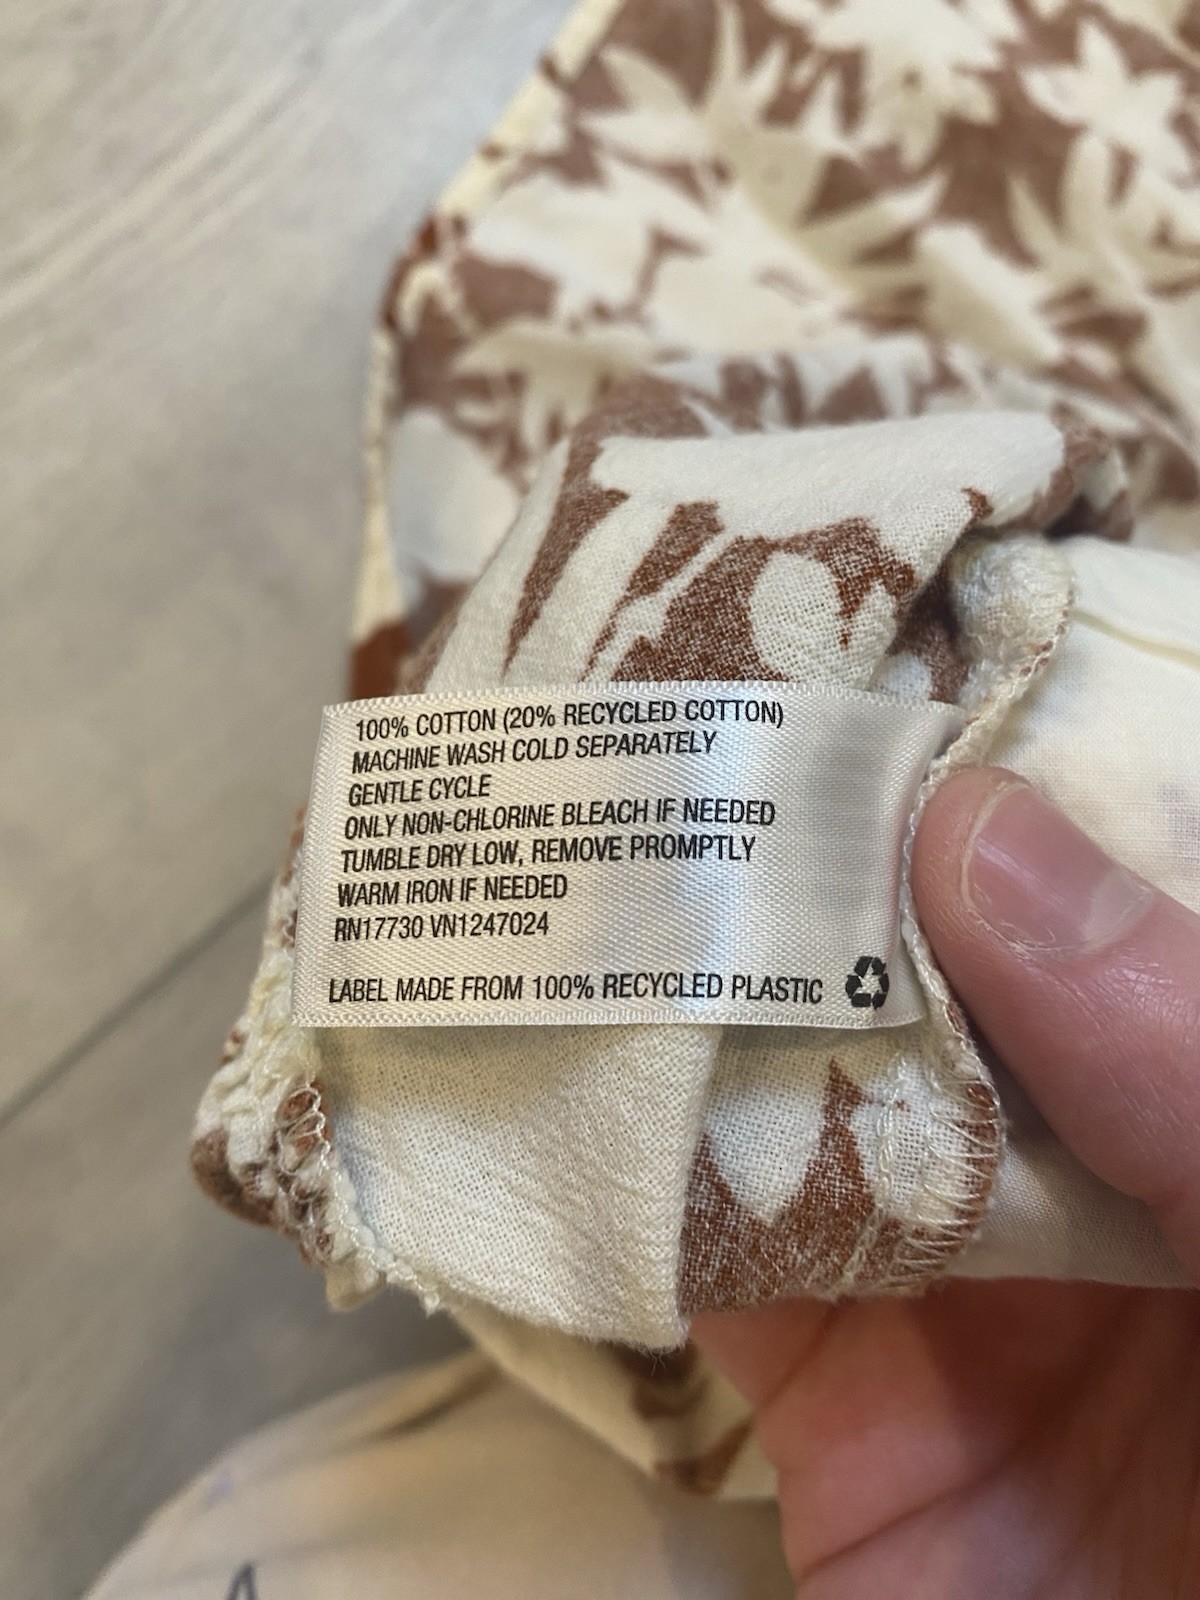 100% COTTON (20% RECYCLED COTTON)
MACHINE WASH COLD SEPARATELY
GENTLE CYCLE
ONLY NON-CHLORINE BLEACH IF NEEDED
TUMBLE DRY LOW, REMOVE PROMPTLY
WARM IRON IF NEEDED
RN17730 VN1247024
LABEL MADE FROM 100% RECYCLED PLASTIC